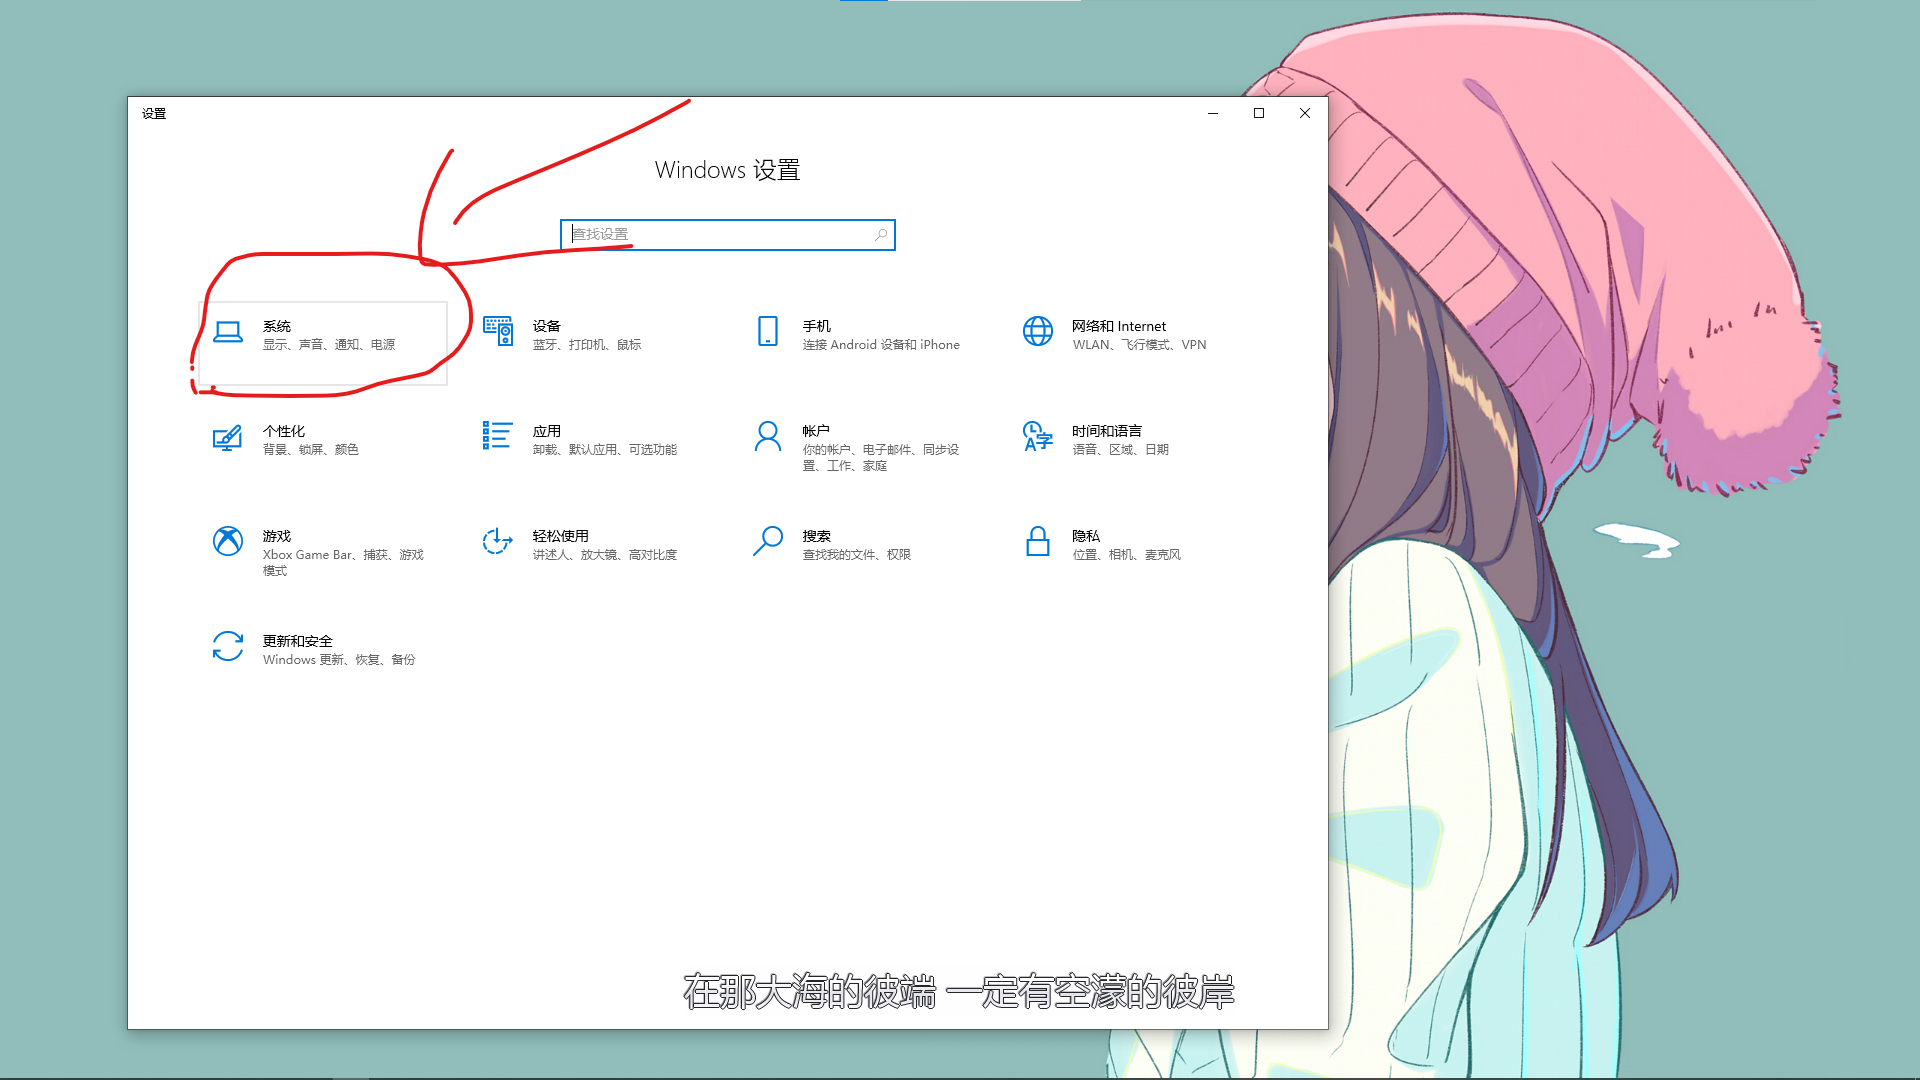 设置
Windows 设置
查找设置
系统
显示、声音、通知、电源
设备
蓝牙、打印机、鼠标
手机
连接 Android 设备和 iPhone
网络和 Internet
WLAN、飞行模式、VPN
个性化
背景、锁屏、颜色
应用
卸载、默认应用、可选功能
帐户
你的帐户、电子邮件、同步设
置、工作、家庭
时间和语言
语音、区域、日期
游戏
Xbox Game Bar、捕获、游戏
模式
轻松使用
讲述人、放大镜、高对比度
搜索
查找我的文件、权限
隐私
位置、相机、麦克风
更新和安全
Windows 更新、恢复、备份
在那大海的彼端 一定有空濛的彼岸